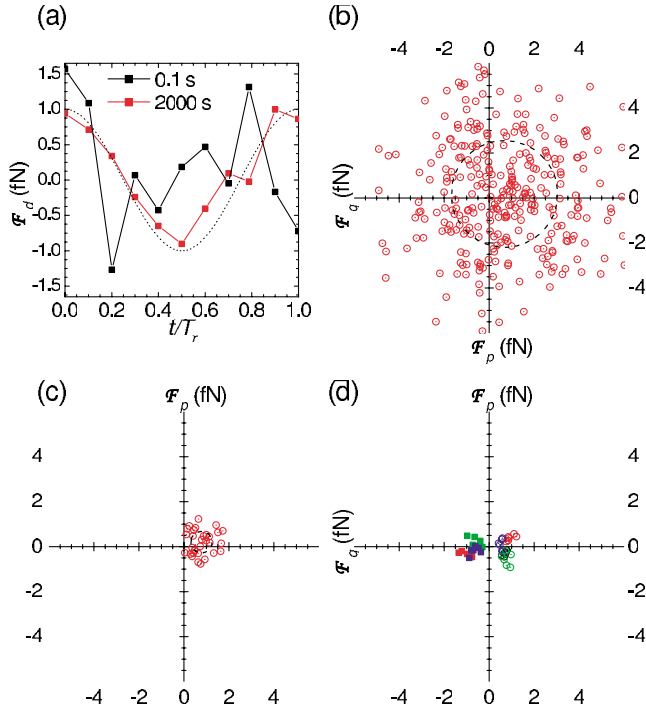 (a)
0.1 s
2000 s
1.5
1.0
0.5
0.0
-0.5
-1.0
-1.5
𝓕d (fN)
0.0 0.2 0.4 0.6 0.8 1.0
t/Tr
(b)
-4 -2 0 2 4
4
2
0
-2
-4
𝓕q (fN)
𝓕p (fN)
(c)
𝓕p (fN)
4
2
0
-2
-4
-4 -2 0 2 4
(d)
𝓕p (fN)
𝓕q (fN)
4
2
0
-2
-4
-4 -2 0 2 4